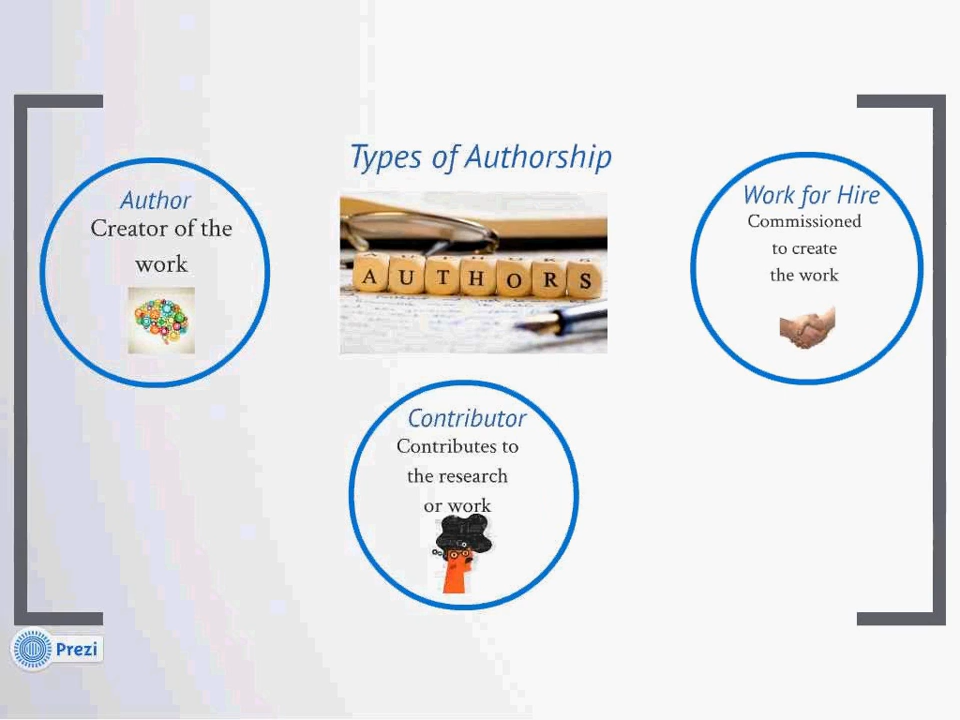 Types of Authorship
Author
Creator of the
work
AUTHORS
Work for Hire
Commissioned
to create
the work
Contributor
Contributes to
the research
or work
Prezi